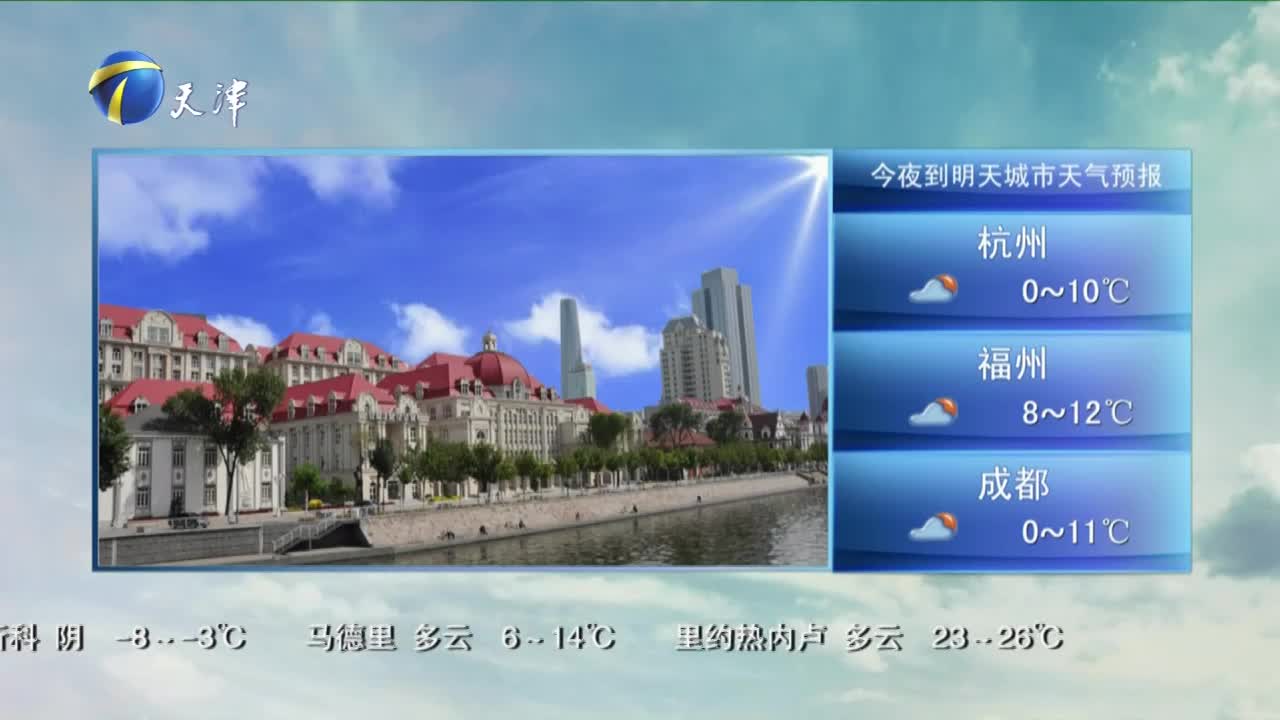 天津
今夜到明天城市天气预报
杭州
0~10℃
福州
8~12℃
成都
0~11℃
科 阴 -8~-3℃ 马德里 多云 6~14℃ 里约热内卢 多云 23~26℃